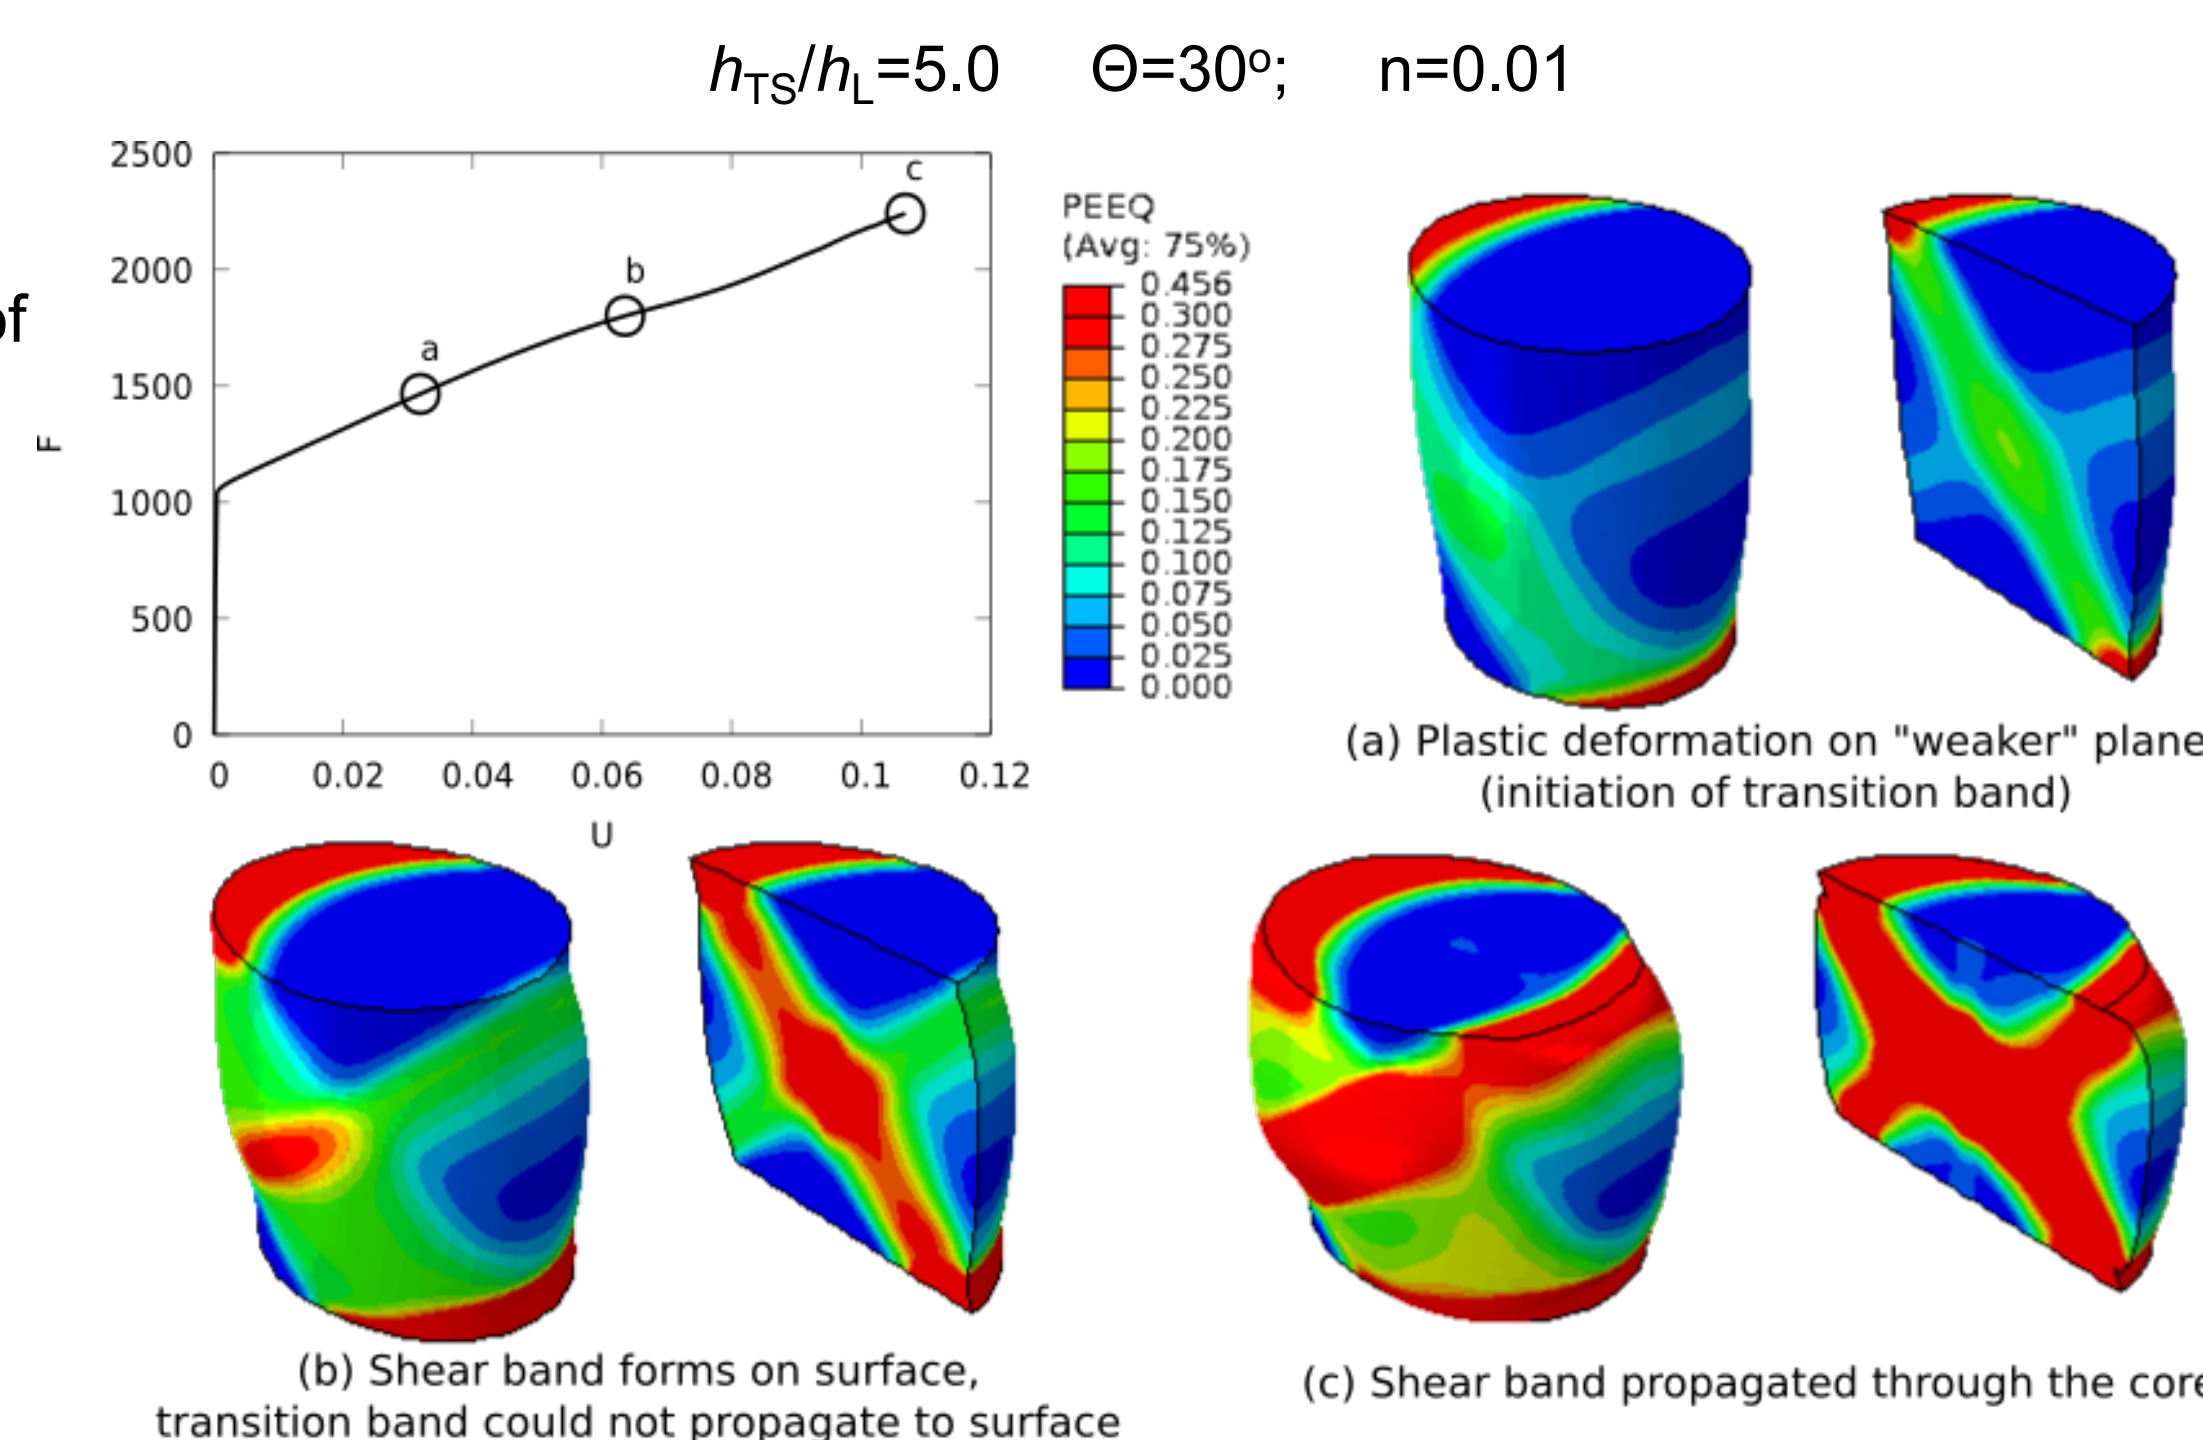 hTS/hL=5.0 Θ=30º; n=0.01
of
2500
2000
1500
1000
500
0
F
a
b
c
0 0.02 0.04 0.06 0.08 0.1 0.12
U
PEEQ
(Avg: 75%)
0.456
0.300
0.275
0.250
0.225
0.200
0.175
0.150
0.125
0.100
0.075
0.050
0.025
0.000
(a) Plastic deformation on "weaker" plane
(initiation of transition band)
(b) Shear band forms on surface,
transition band could not propagate to surface
(c) Shear band propagated through the core